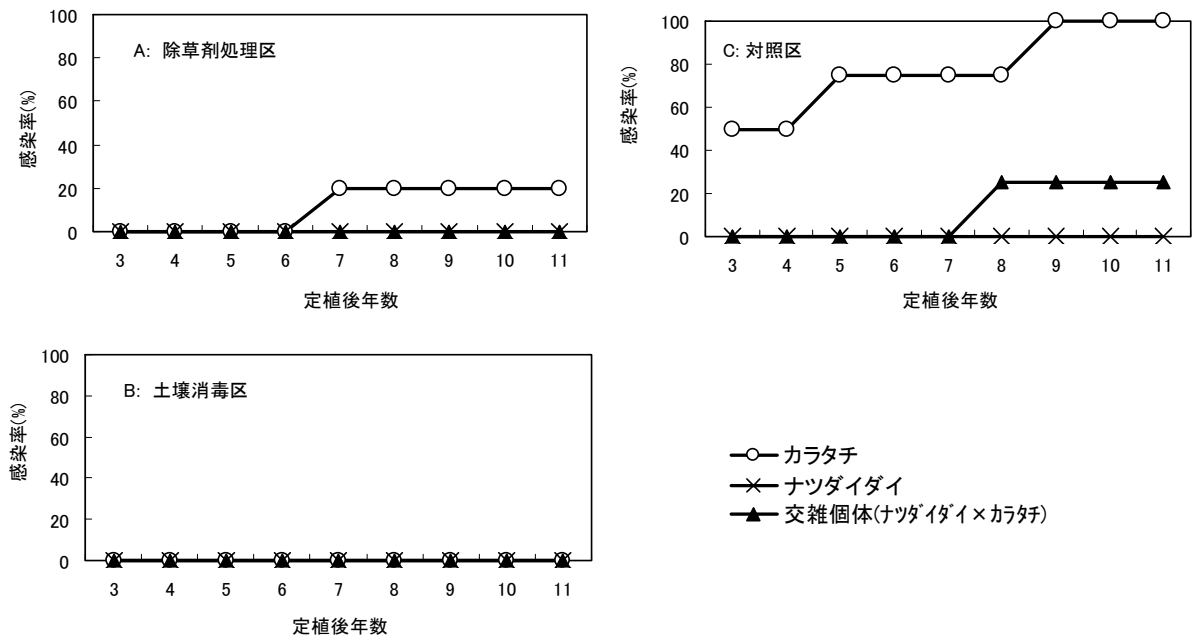 A: 除草剤処理区
感染率(%)
100
80
60
40
20
0
3 4 5 6 7 8 9 10 11
定植後年数
C: 対照区
感染率(%)
100
80
60
40
20
0
3 4 5 6 7 8 9 10 11
定植後年数
B: 土壌消毒区
感染率(%)
100
80
60
40
20
0
3 4 5 6 7 8 9 10 11
定植後年数
カラタチ
ナツダイダイ
交雑個体(ﾅﾂﾀﾞｲﾀﾞｲ×ｶﾗﾀﾁ)